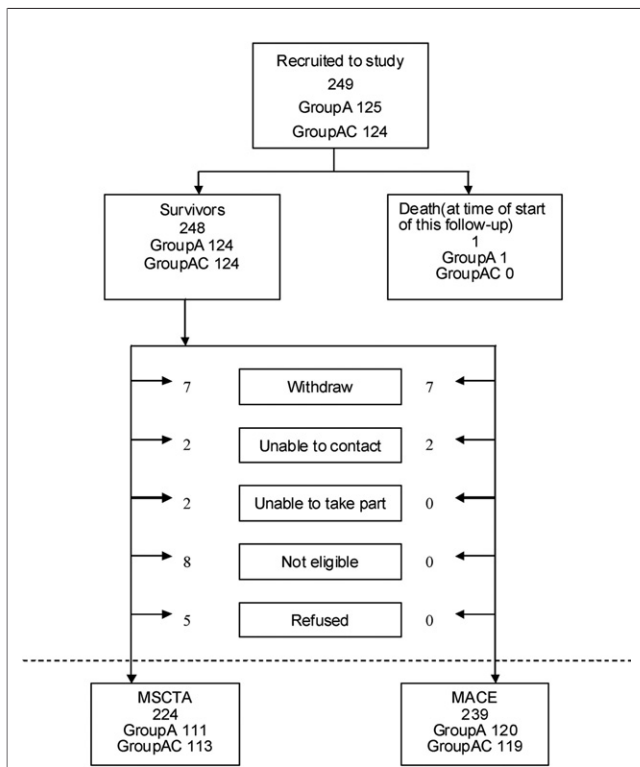 Recruited to study
249
GroupA 125
GroupAC 124
Survivors
248
GroupA 124
GroupAC 124
Death(at time of start
of this follow-up)
1
GroupA 1
GroupAC 0
7 Withdraw 7
2 Unable to contact 2
2 Unable to take part 0
8 Not eligible 0
5 Refused 0
MSCTA
224
GroupA 111
GroupAC 113
MACE
239
GroupA 120
GroupAC 119